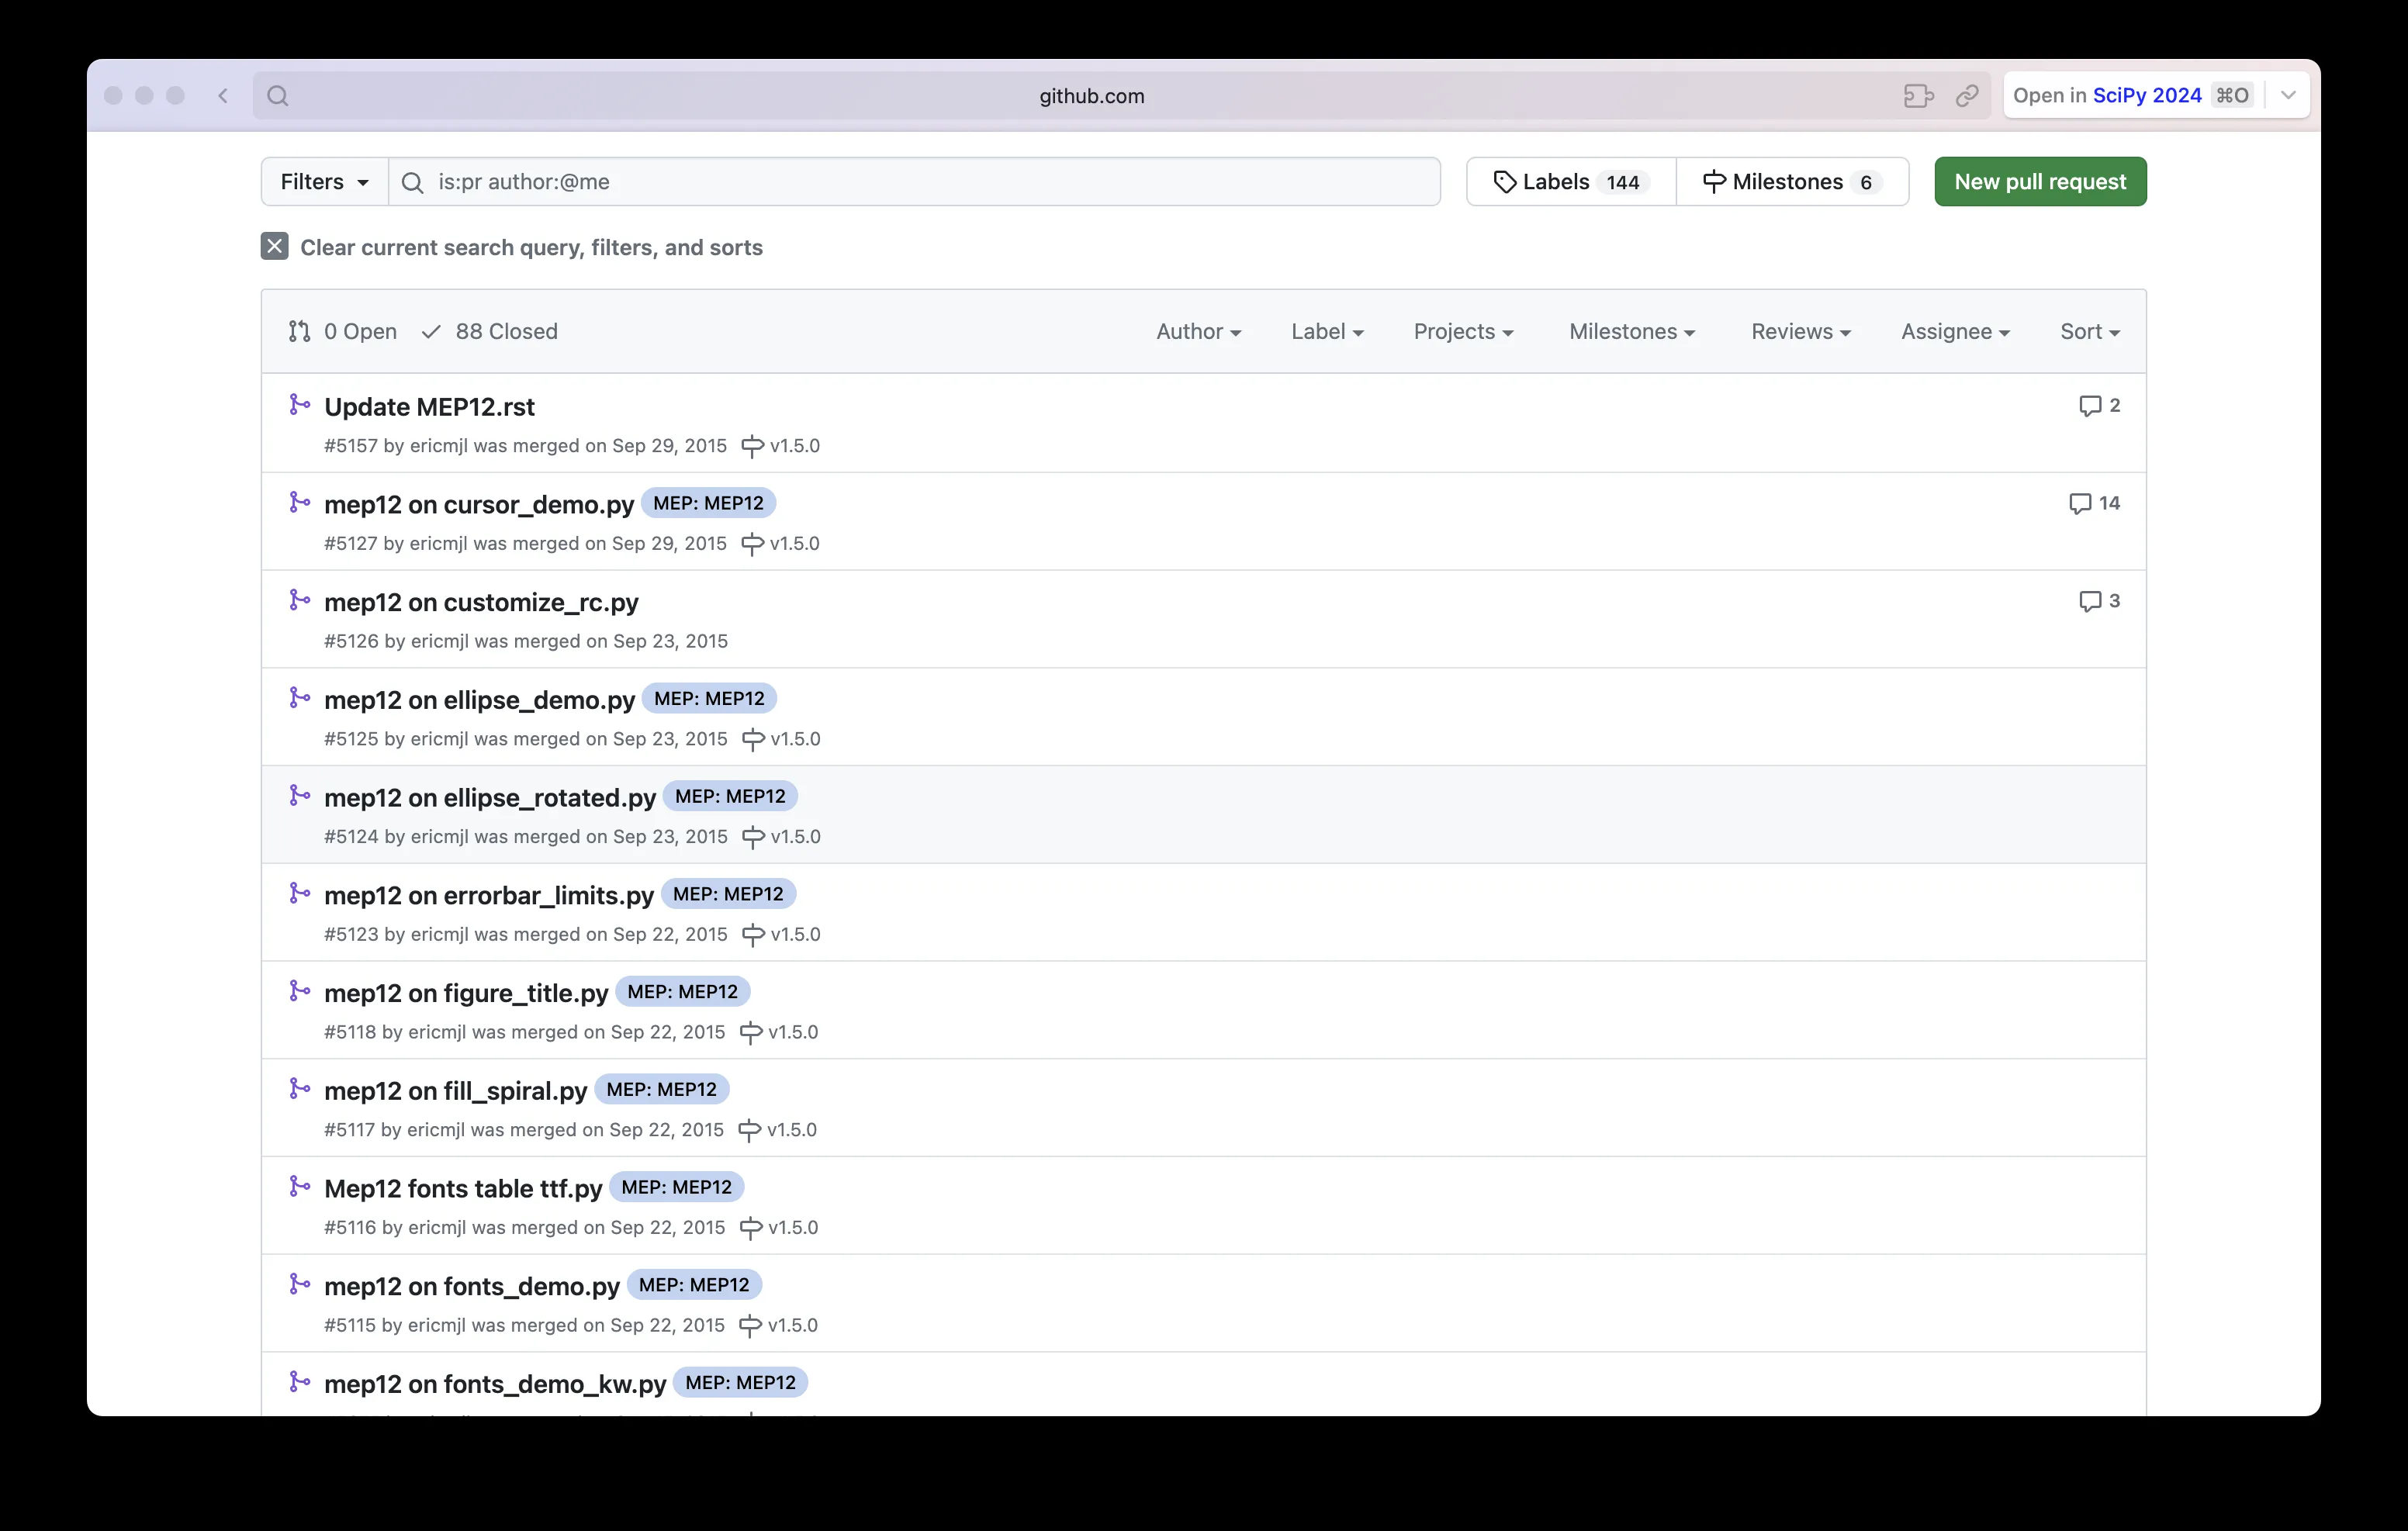 github.com
Open in SciPy 2024 ⌘O
Filters
is:pr author:@me
Labels 144
Milestones 6
New pull request
Clear current search query, filters, and sorts
0 Open 88 Closed Author Label Projects Milestones Reviews Assignee Sort
Update MEP12.rst 2
#5157 by ericmjl was merged on Sep 29, 2015 v1.5.0
mep12 on cursor_demo.py MEP: MEP12 14
#5127 by ericmjl was merged on Sep 29, 2015 v1.5.0
mep12 on customize_rc.py 3
#5126 by ericmjl was merged on Sep 23, 2015
mep12 on ellipse_demo.py MEP: MEP12
#5125 by ericmjl was merged on Sep 23, 2015 v1.5.0
mep12 on ellipse_rotated.py MEP: MEP12
#5124 by ericmjl was merged on Sep 23, 2015 v1.5.0
mep12 on errorbar_limits.py MEP: MEP12
#5123 by ericmjl was merged on Sep 22, 2015 v1.5.0
mep12 on figure_title.py MEP: MEP12
#5118 by ericmjl was merged on Sep 22, 2015 v1.5.0
mep12 on fill_spiral.py MEP: MEP12
#5117 by ericmjl was merged on Sep 22, 2015 v1.5.0
Mep12 fonts table ttf.py MEP: MEP12
#5116 by ericmjl was merged on Sep 22, 2015 v1.5.0
mep12 on fonts_demo.py MEP: MEP12
#5115 by ericmjl was merged on Sep 22, 2015 v1.5.0
mep12 on fonts_demo_kw.py MEP: MEP12